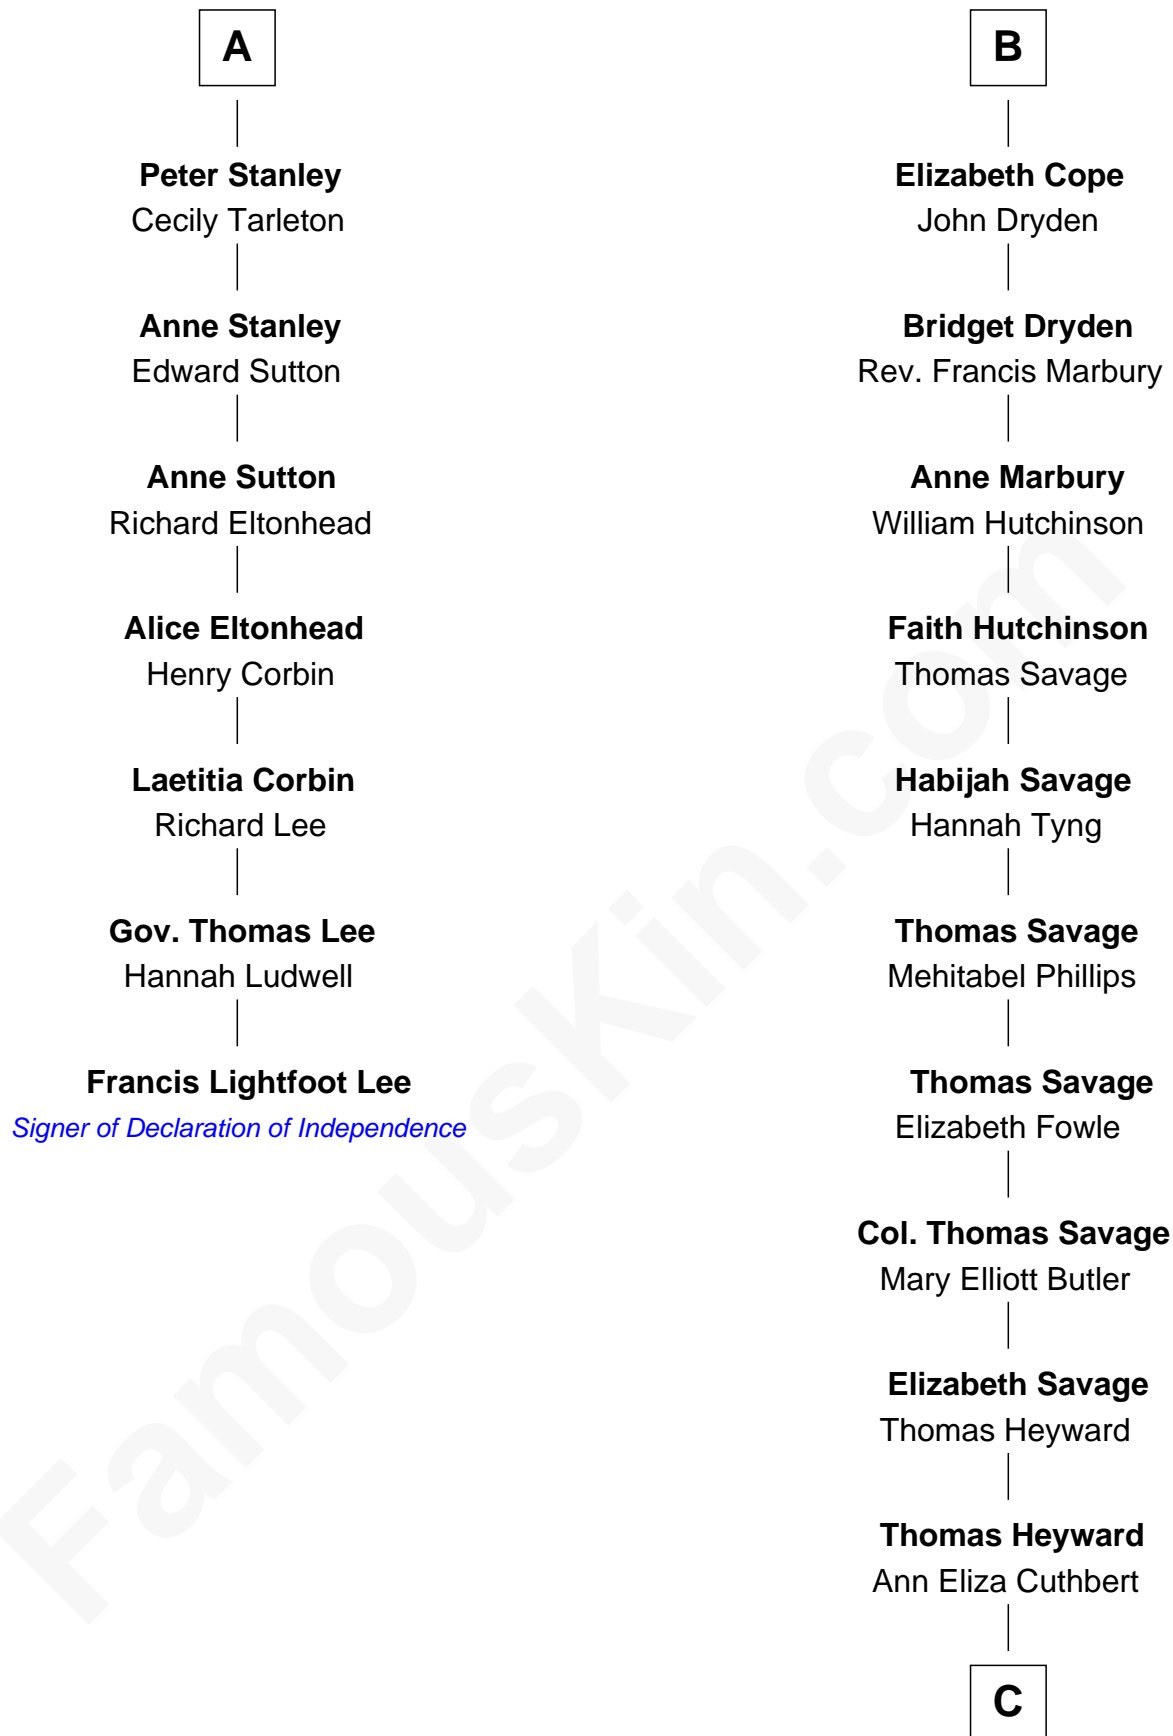 A
Peter Stanley
Cecily Tarleton
Anne Stanley
Edward Sutton
Anne Sutton
Richard Eltonhead
Alice Eltonhead
Henry Corbin
Laetitia Corbin
Richard Lee
Gov. Thomas Lee
Hannah Ludwell
Francis Lightfoot Lee
Signer of Declaration of Independence
B
Elizabeth Cope
John Dryden
Bridget Dryden
Rev. Francis Marbury
Anne Marbury
William Hutchinson
Faith Hutchinson
Thomas Savage
Habijah Savage
Hannah Tyng
Thomas Savage
Mehitabel Phillips
Thomas Savage
Elizabeth Fowle
Col. Thomas Savage
Mary Elliott Butler
Elizabeth Savage
Thomas Heyward
Thomas Heyward
Ann Eliza Cuthbert
C
FamousKin.com